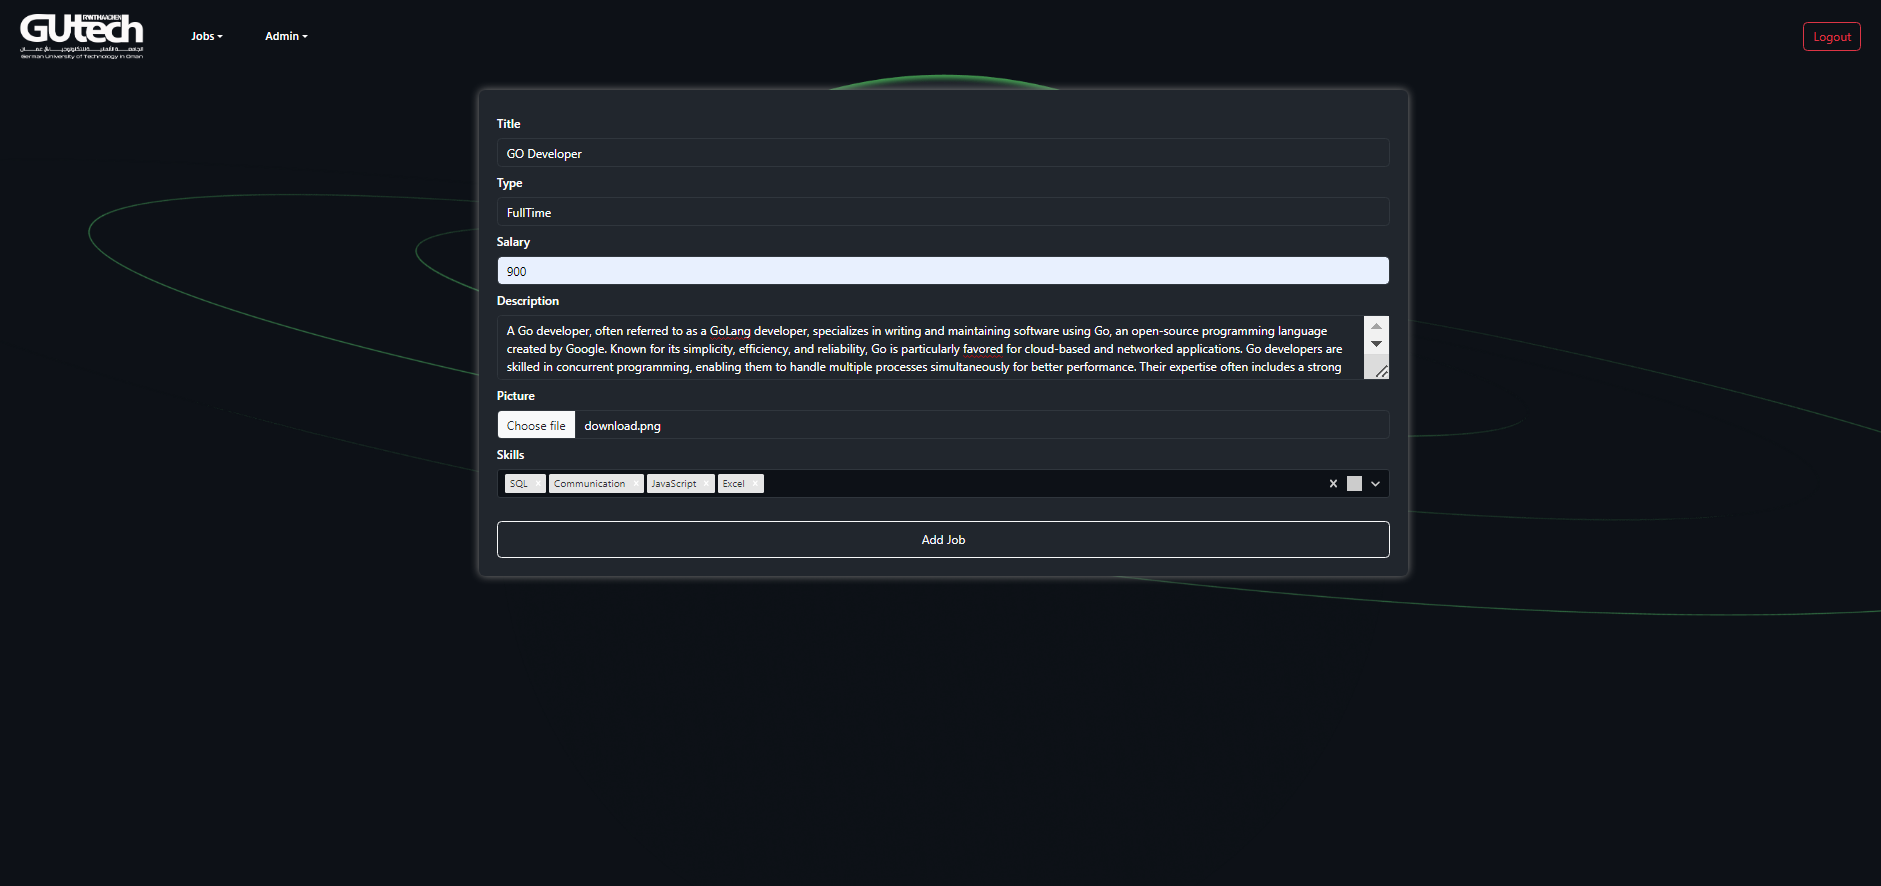 RWTHAACHEN
GUtech
German University of Technology in Oman
Jobs
Admin
Logout
Title
GO Developer
Type
FullTime
Salary
900
Description
A Go developer, often referred to as a GoLang developer, specializes in writing and maintaining software using Go, an open-source programming language
created by Google. Known for its simplicity, efficiency, and reliability, Go is particularly favored for cloud-based and networked applications. Go developers are
skilled in concurrent programming, enabling them to handle multiple processes simultaneously for better performance. Their expertise often includes a strong
Picture
Choose file download.png
Skills
SQL × Communication × JavaScript × Excel ×
Add Job